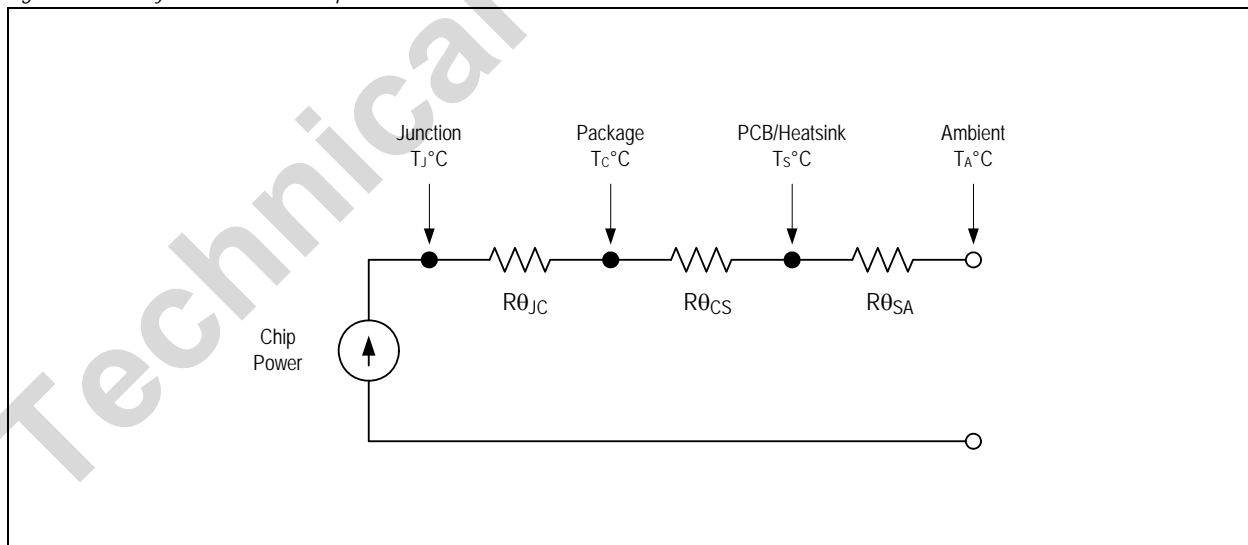 Technical
Junction
TJ°C
Package
TC°C
PCB/Heatsink
TS°C
Ambient
TA°C
RθJC
RθCS
RθSA
Chip
Power